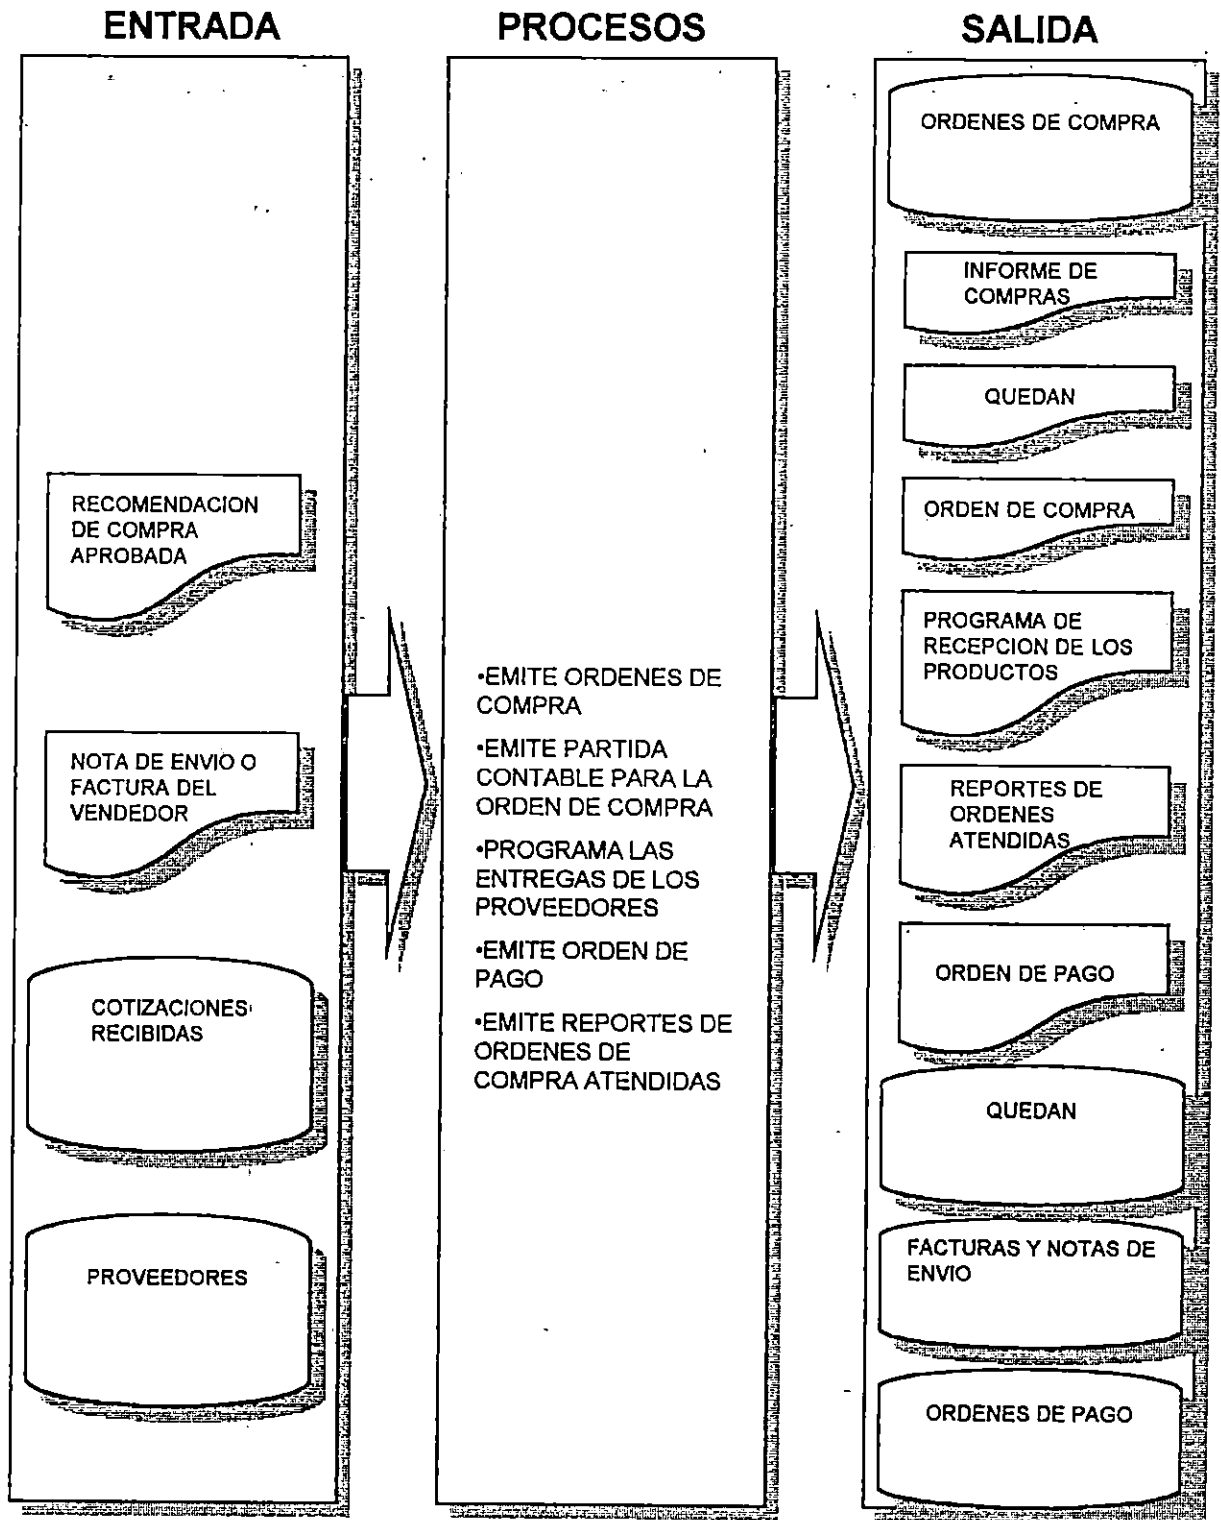 ENTRADA
PROCESOS
SALIDA
RECOMENDACION
DE COMPRA
APROBADA
NOTA DE ENVIO O
FACTURA DEL
VENDEDOR
COTIZACIONES
RECIBIDAS
PROVEEDORES
•EMITE ORDENES DE
COMPRA
•EMITE PARTIDA
CONTABLE PARA LA
ORDEN DE COMPRA
•PROGRAMA LAS
ENTREGAS DE LOS
PROVEEDORES
•EMITE ORDEN DE
PAGO
•EMITE REPORTES DE
ORDENES DE
COMPRA ATENDIDAS
ORDENES DE COMPRA
INFORME DE
COMPRAS
QUEDAN
ORDEN DE COMPRA
PROGRAMA DE
RECEPCION DE LOS
PRODUCTOS
REPORTES DE
ORDENES
ATENDIDAS
ORDEN DE PAGO
QUEDAN
FACTURAS Y NOTAS DE
ENVIO
ORDENES DE PAGO